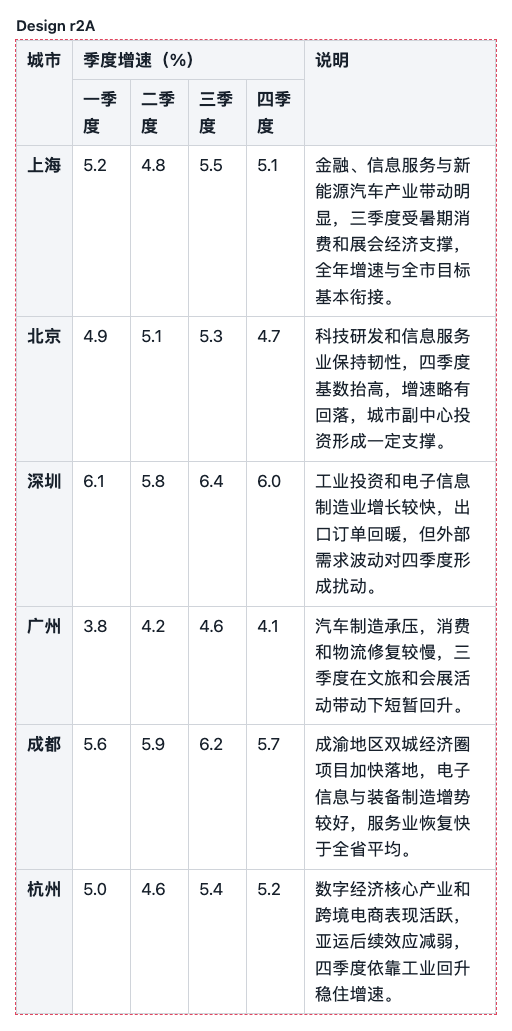 Design r2A
城市 季度增速（%） 说明
一季度 二季度 三季度 四季度
上海 5.2 4.8 5.5 5.1 金融、信息服务与新
能源汽车产业带动明
显，三季度受暑期消
费和展会经济支撑，
全年增速与全市目标
基本衔接。
北京 4.9 5.1 5.3 4.7 科技研发和信息服务
业保持韧性，四季度
基数抬高，增速略有
回落，城市副中心投
资形成一定支撑。
深圳 6.1 5.8 6.4 6.0 工业投资和电子信息
制造业增长较快，出
口订单回暖，但外部
需求波动对四季度形
成扰动。
广州 3.8 4.2 4.6 4.1 汽车制造承压，消费
和物流修复较慢，三
季度在文旅和会展活
动带动下短暂回升。
成都 5.6 5.9 6.2 5.7 成渝地区双城经济圈
项目加快落地，电子
信息与装备制造增势
较好，服务业恢复快
于全省平均。
杭州 5.0 4.6 5.4 5.2 数字经济核心产业和
跨境电商表现活跃，
亚运后续效应减弱，
四季度依靠工业回升
稳住增速。